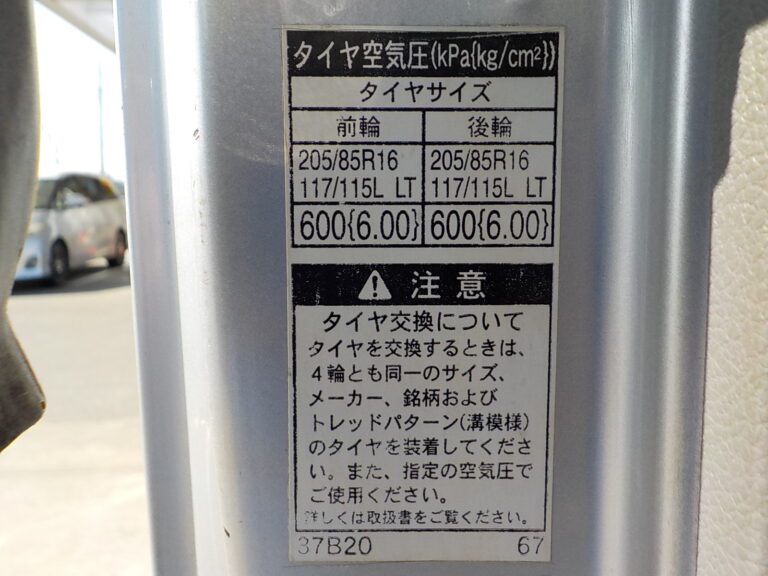 タイヤ空気圧(kPa{kg/cm²})
タイヤサイズ
前輪 後輪
205/85R16 205/85R16
117/115L LT 117/115L LT
600{6.00} 600{6.00}
注意
タイヤ交換について
タイヤを交換するときは、
4輪とも同一のサイズ、
メーカー、銘柄および
トレッドパターン(溝模様)
のタイヤを装着してくださ
い。また、指定の空気圧で
ご使用ください。
詳しくは取扱書をご覧ください。
37B20 67